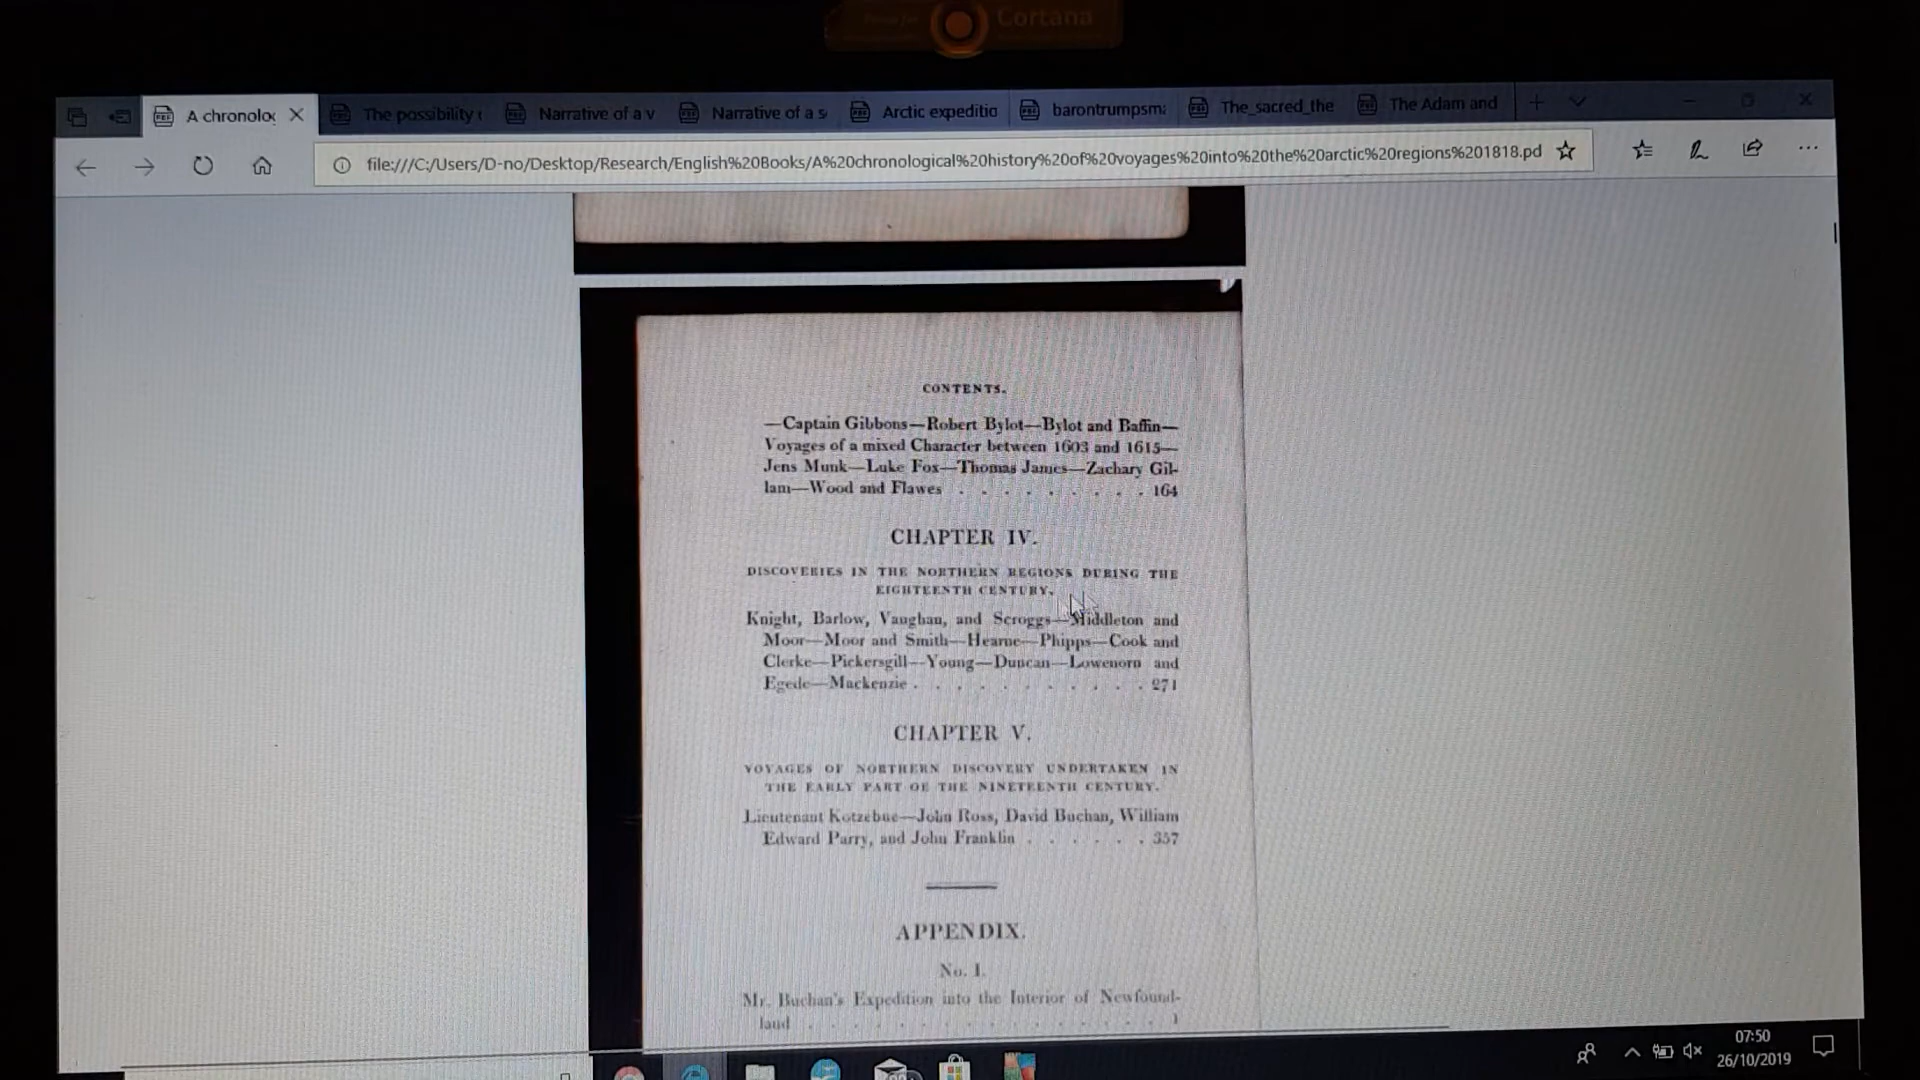 Cortana
A chronolo
The possibility
Narrative of a v
Narrative of a s
Arctic expeditio
barontrumpsm
The_sacred_the
The Adam and
file:///C:/Users/D-no/Desktop/Research/English%20Books/A%20chronological%20history%20of%20voyages%20into%20the%20arctic%20regions%201818.pd
CONTENTS.
—Captain Gibbons—Robert Bylot—Bylot and Baffin—
Voyages of a mixed Character between 1603 and 1615—
Jens Munk—Luke Fox—Thomas James—Zachary Gil-
lam—Wood and Flawes . . . . . . . . . 164
CHAPTER IV.
DISCOVERIES IN THE NORTHERN REGIONS DURING THE
EIGHTEENTH CENTURY.
Knight, Barlow, Vaughan, and Scroggs—Middleton and
Moor—Moor and Smith—Hearne—Phipps—Cook and
Clerke—Pickersgill—Young—Duncan—Lowenorn and
Egede—Mackenzie . . . . . . . . . . . 271
CHAPTER V.
VOYAGES OF NORTHERN DISCOVERY UNDERTAKEN IN
THE EARLY PART OF THE NINETEENTH CENTURY.
Lieutenant Kotzebue—John Ross, David Buchan, William
Edward Parry, and John Franklin . . . . . . 357
APPENDIX.
No. I.
Mr. Buchan's Expedition into the Interior of Newfound-
land . . . . . . . . . . . . . . . 1
07:50
26/10/2019